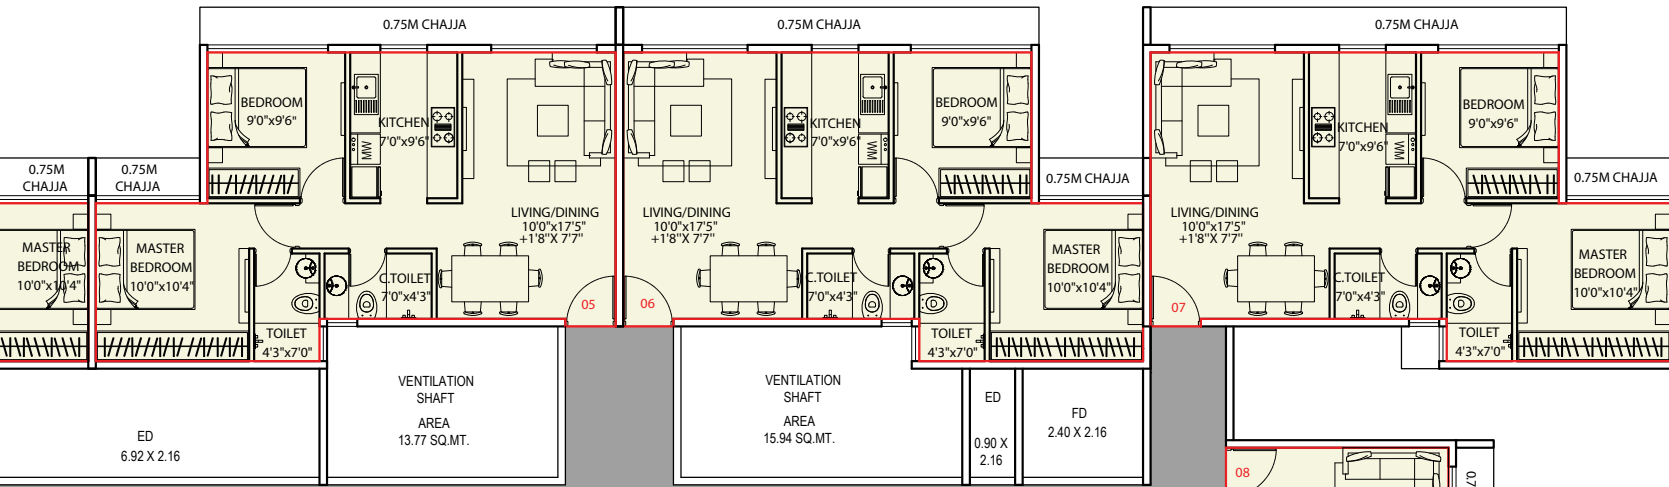 0.75M CHAJJA
0.75M CHAJJA
0.75M CHAJJA
0.75M
CHAJJA
0.75M
CHAJJA
0.75M CHAJJA
0.75M CHAJJA
BEDROOM
9'0"x9'6"
KITCHEN
7'0"x9'6"
WM
LIVING/DINING
10'0"x17'5"
+1'8"X 7'7"
MASTER
BEDROOM
10'0"x10'4"
MASTER
BEDROOM
10'0"x10'4"
C.TOILET
7'0"x4'3"
TOILET
4'3"x7'0"
05
KITCHEN
7'0"x9'6"
WM
BEDROOM
9'0"x9'6"
LIVING/DINING
10'0"x17'5"
+1'8"X 7'7"
C.TOILET
7'0"x4'3"
MASTER
BEDROOM
10'0"x10'4"
TOILET
4'3"x7'0"
06
KITCHEN
7'0"x9'6"
WM
BEDROOM
9'0"x9'6"
LIVING/DINING
10'0"x17'5"
+1'8"X 7'7"
C.TOILET
7'0"x4'3"
MASTER
BEDROOM
10'0"x10'4"
TOILET
4'3"x7'0"
07
ED
6.92 X 2.16
VENTILATION
SHAFT
AREA
13.77 SQ.MT.
VENTILATION
SHAFT
AREA
15.94 SQ.MT.
ED
0.90 X
2.16
FD
2.40 X 2.16
08